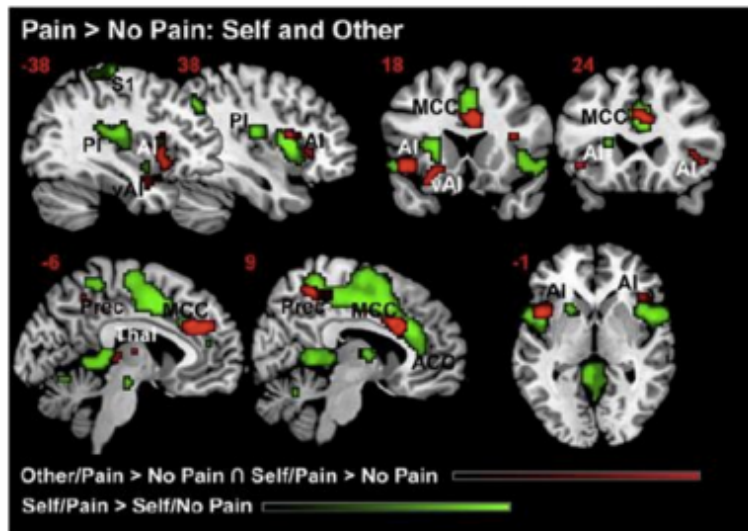 Pain > No Pain: Self and Other
-38
38
18
24
S1
PI
AI
vAI
PI
AI
MCC
AI
vAI
MCC
AI
AI
-6
9
-1
Prec
MCC
Thal
Prec
MCC
ACC
AI
AI
Other/Pain > No Pain ∩ Self/Pain > No Pain
Self/Pain > Self/No Pain